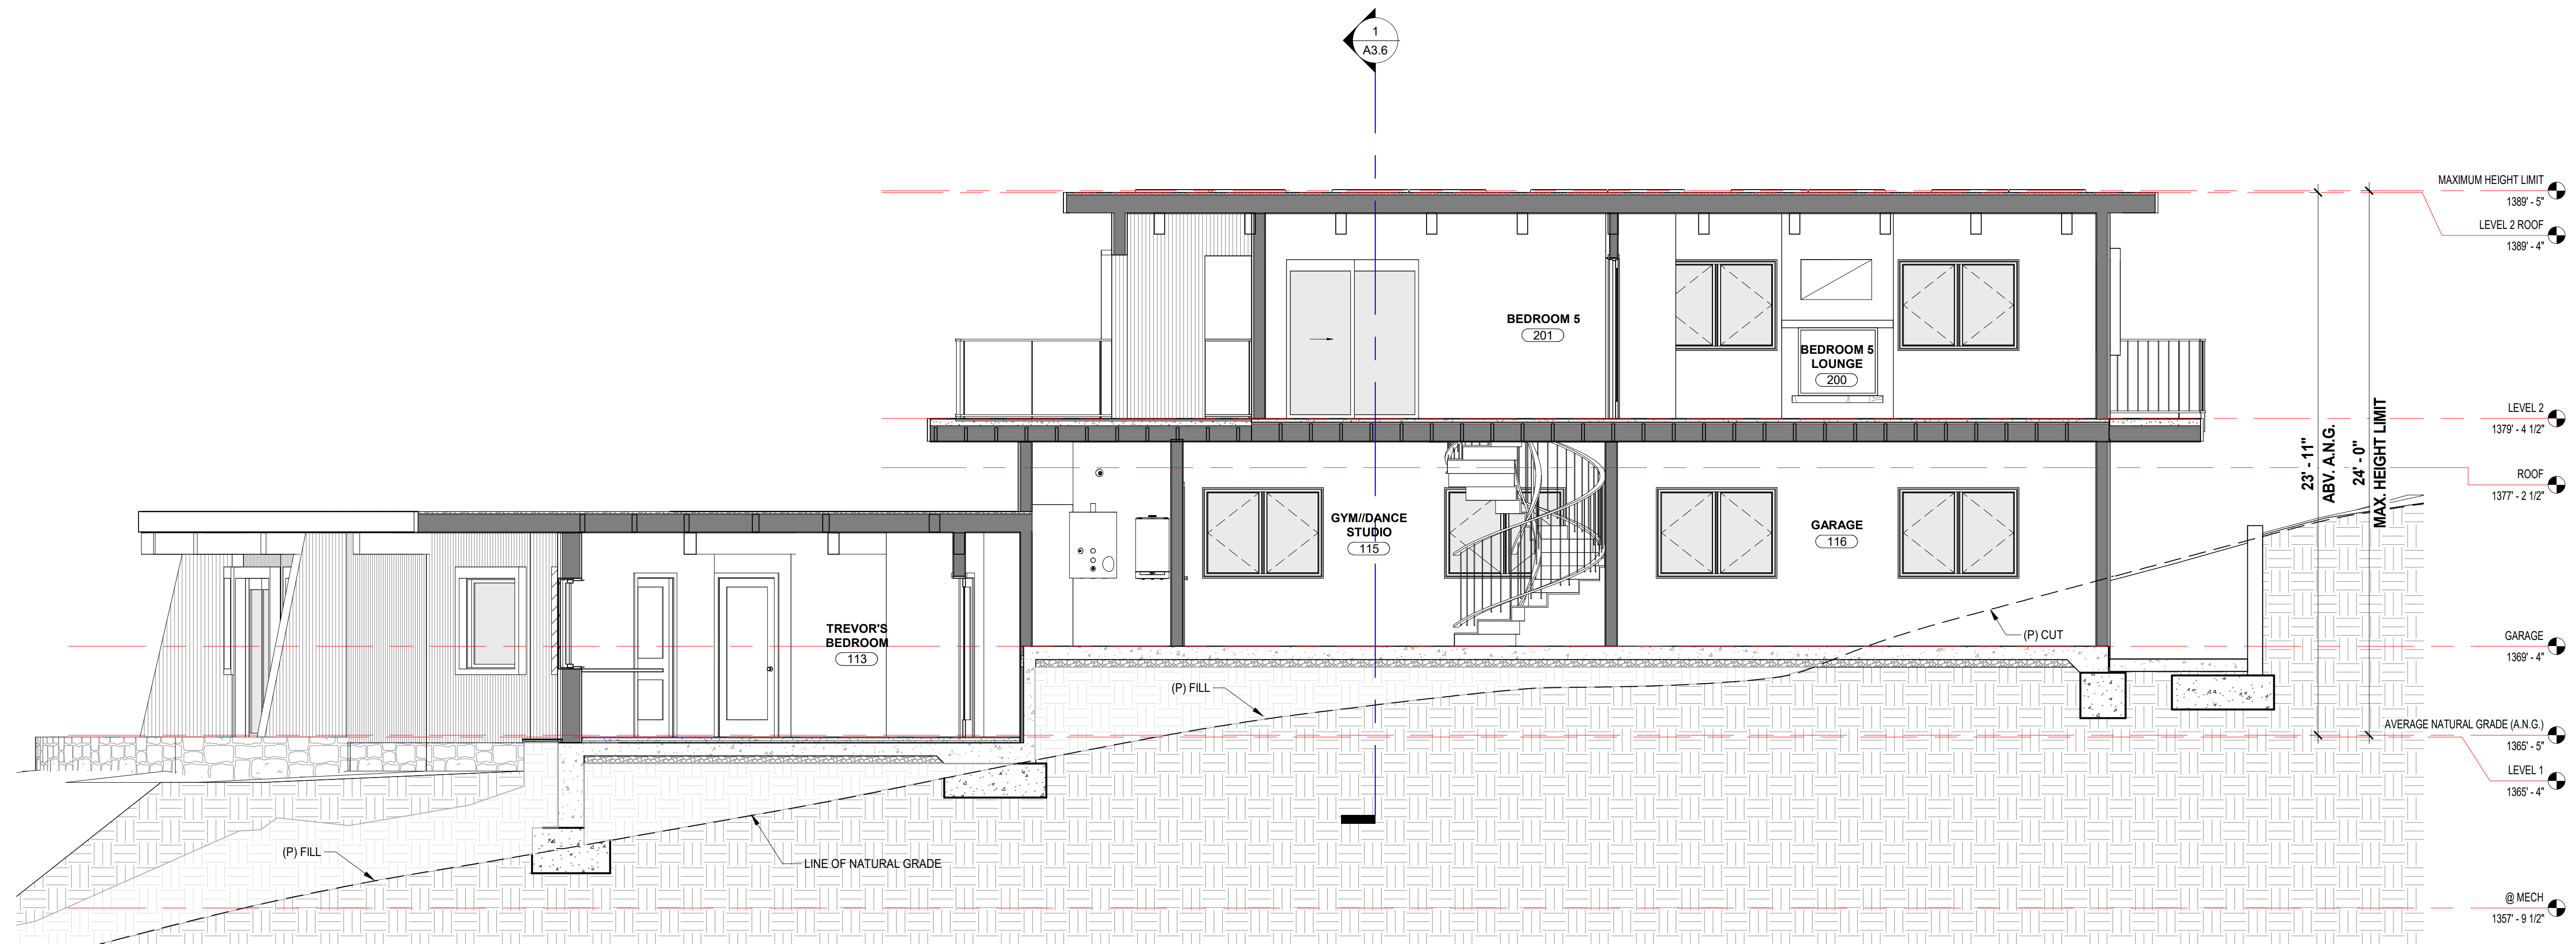 1
A3.6
MAXIMUM HEIGHT LIMIT
1389' - 5"
LEVEL 2 ROOF
1389' - 4"
BEDROOM 5
201
BEDROOM 5
LOUNGE
200
LEVEL 2
1379' - 4 1/2"
23' - 11"
ABV. A.N.G.
24' - 0"
MAX. HEIGHT LIMIT
ROOF
1377' - 2 1/2"
GYM//DANCE
STUDIO
115
GARAGE
116
TREVOR'S
BEDROOM
113
(P) CUT
GARAGE
1369' - 4"
(P) FILL
AVERAGE NATURAL GRADE (A.N.G.)
1365' - 5"
LEVEL 1
1365' - 4"
(P) FILL
LINE OF NATURAL GRADE
@ MECH
1357' - 9 1/2"